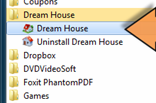 Coupons
Dream House
Dream House
Uninstall Dream House
Dropbox
DVDVideoSoft
Foxit PhantomPDF
Games